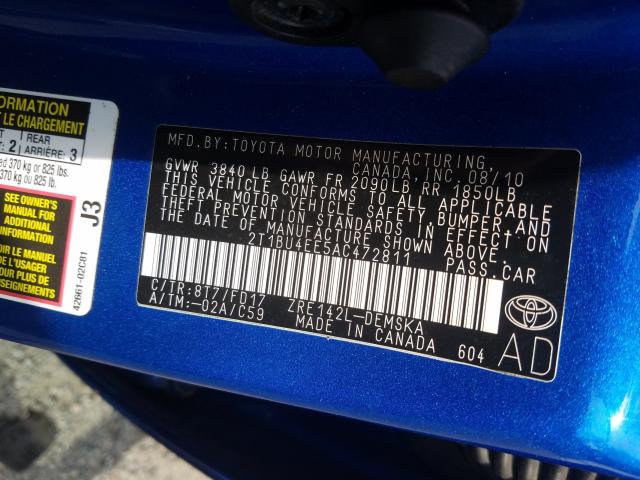 FORMATION
LE CHARGEMENT
2 REAR ARRIÈRE: 3
370 kg or 825 lbs.
370 kg ou 825 lb.
SEE OWNER'S
MANUAL FOR
ADDITIONAL
INFORMATION
DE L'USAGER
POUR PLUS DE
J3
42661-02C81
MFD.BY:TOYOTA MOTOR MANUFACTURING
CANADA, INC. 08/10
GVWR 3840 LB GAWR FR 2090LB RR 1850LB
THIS VEHICLE CONFORMS TO ALL APPLICABLE
FEDERAL MOTOR VEHICLE SAFETY, BUMPER AND
THEFT PREVENTION STANDARDS IN EFFECT ON
THE DATE OF MANUFACTURE SHOWN ABOVE.
2T1BU4EE5AC472811 PASS.CAR
C/TR:8T7/FD17 ZRE142L-DEMSKA
A/TM:-02A/C59 MADE IN CANADA 604
TOYOTA
AD